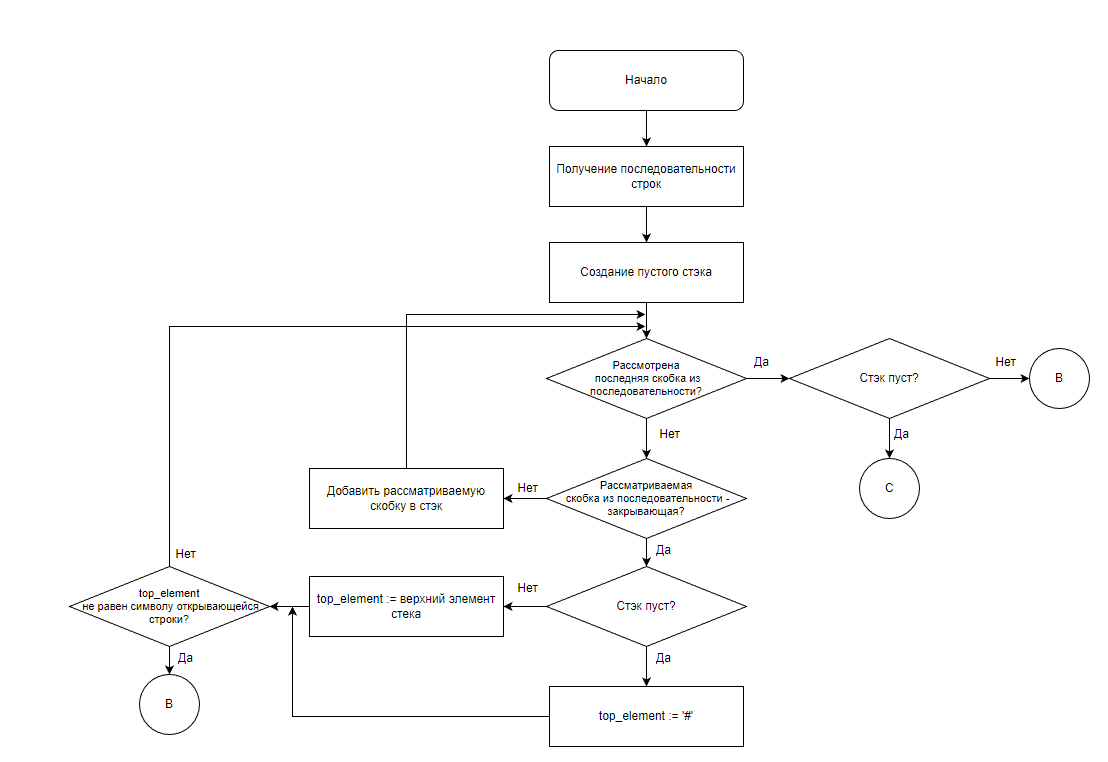 Начало
Получение последовательности
строк
Создание пустого стэка
Рассмотрена
последняя скобка из
последовательности?
Да
Стэк пуст?
Нет
B
Нет
Да
C
Рассматриваемая
скобка из последовательности -
закрывающая?
Нет
Добавить рассматриваемую
скобку в стэк
Да
Стэк пуст?
Нет
top_element := верхний элемент
стека
Нет
top_element
не равен символу открывающейся
строки?
Да
B
Да
top_element := '#'